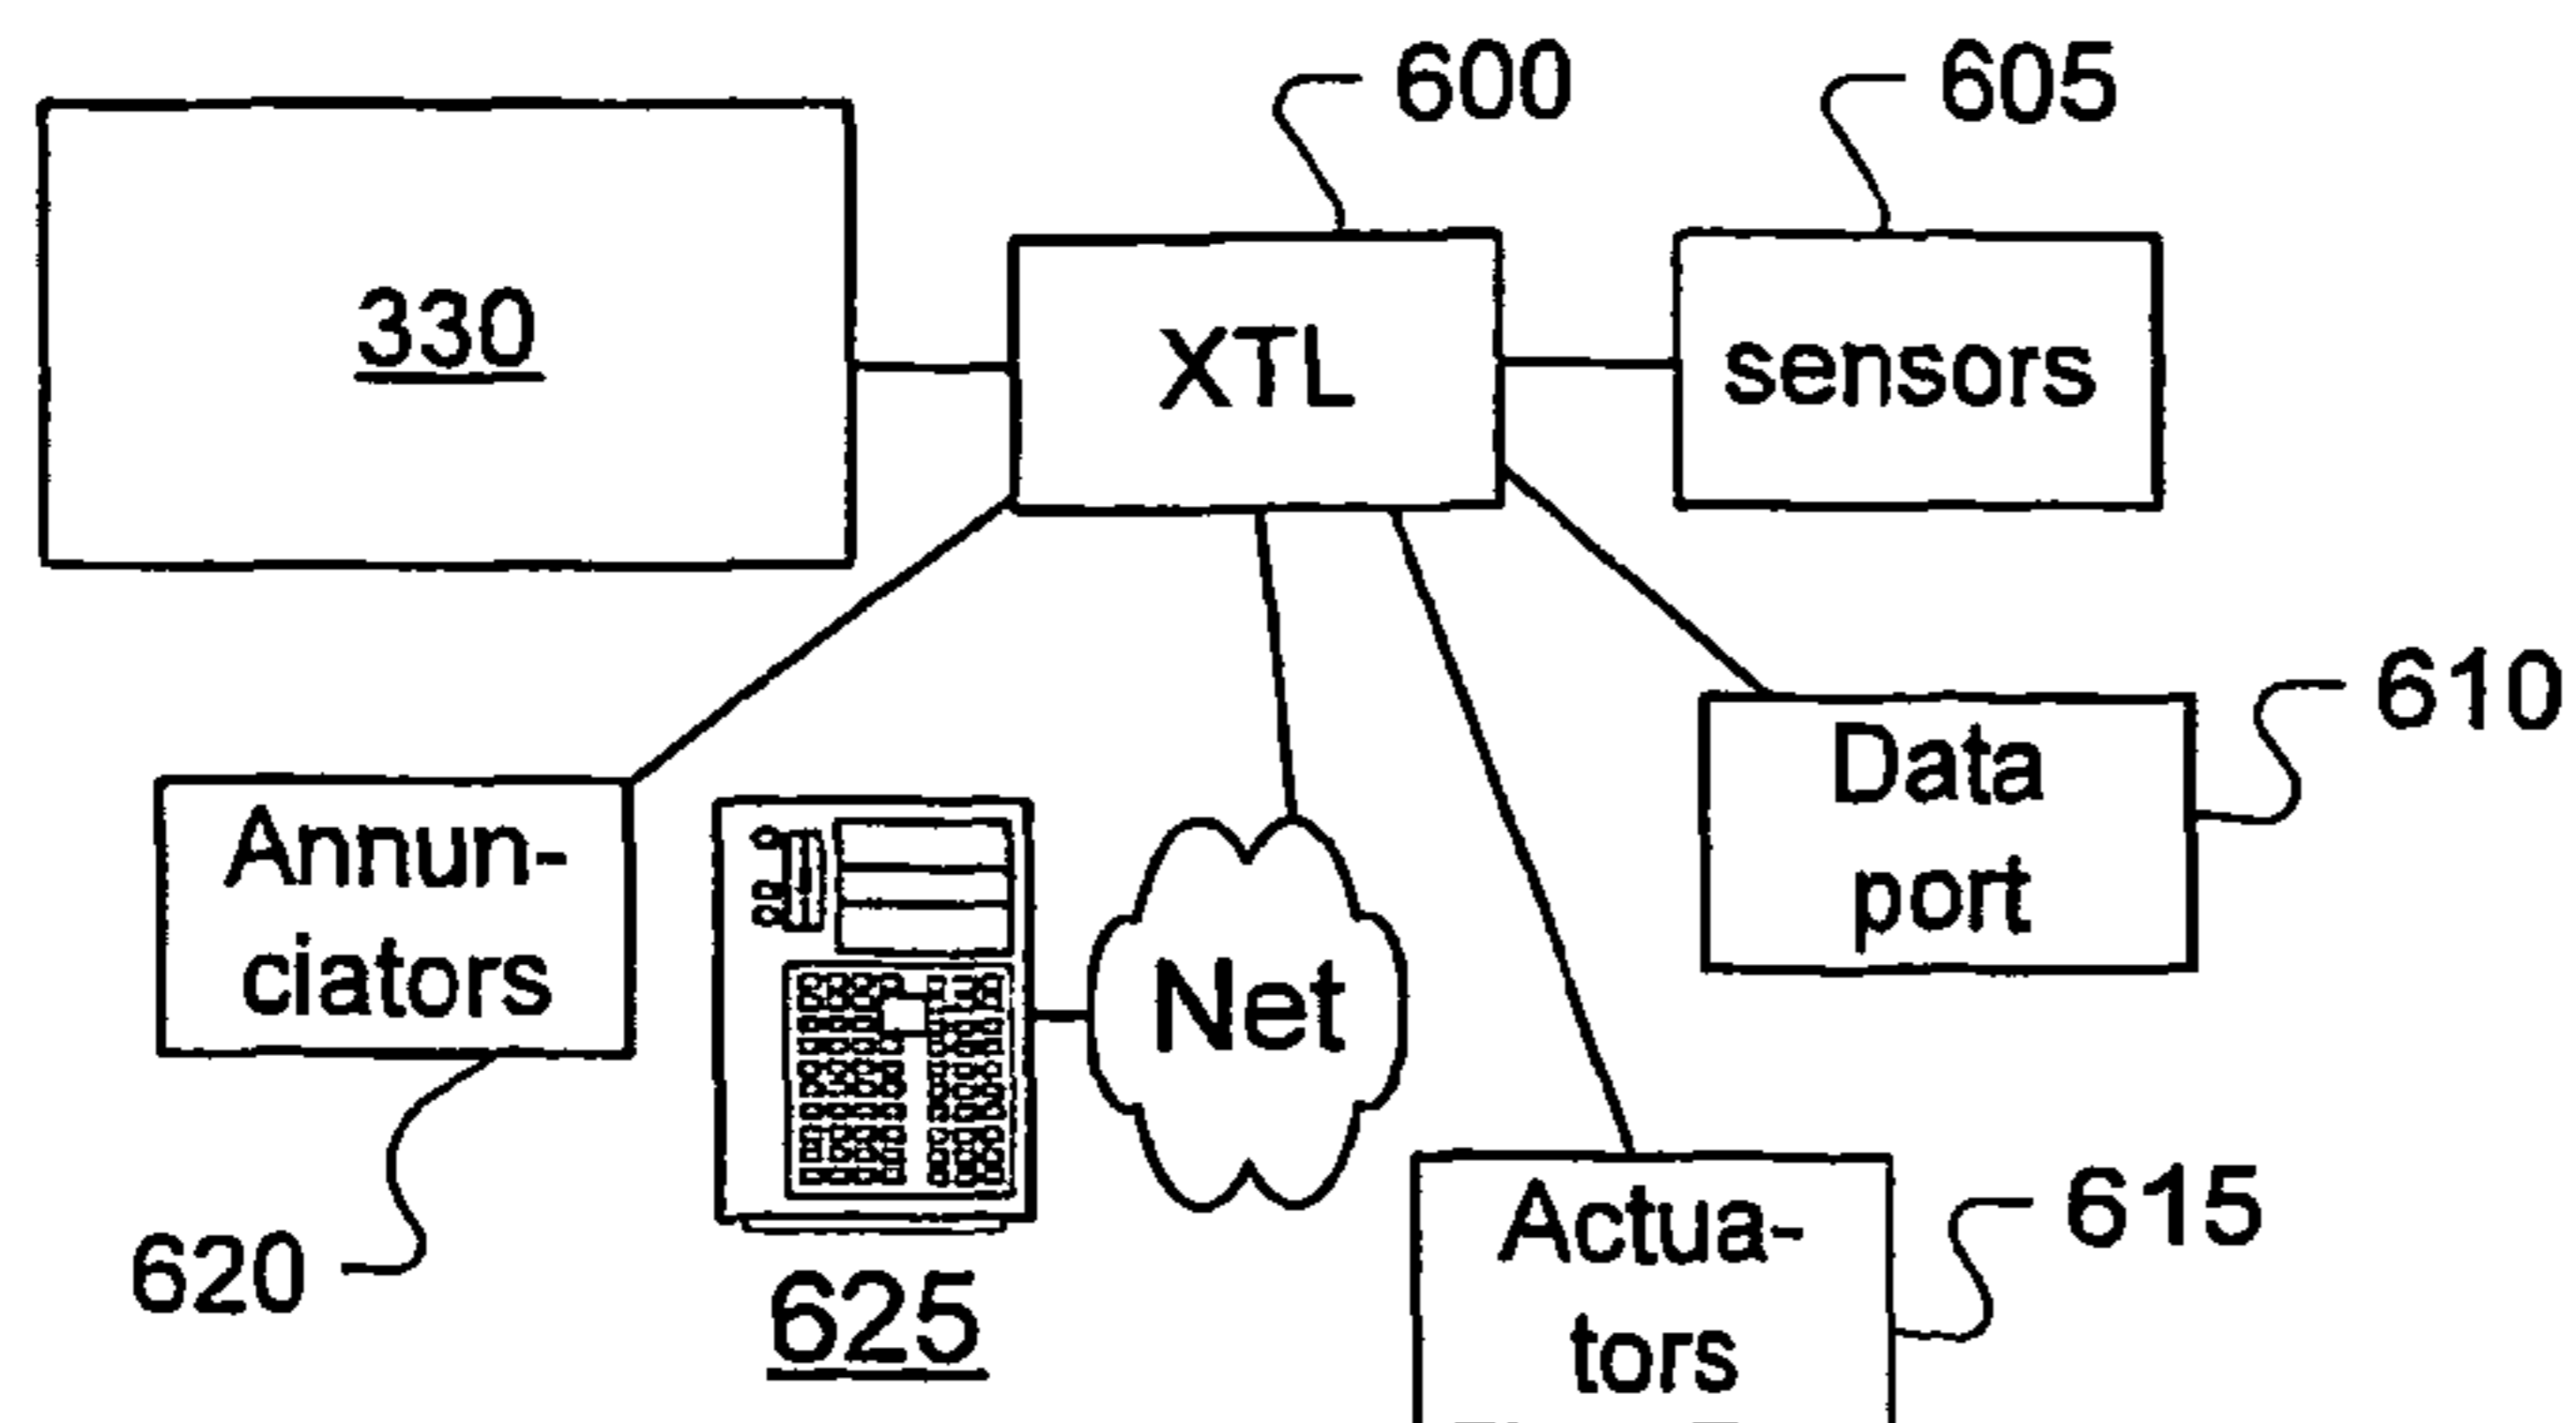 600
605
330
XTL
sensors
610
Data
port
Annun-
ciators
Net
620
625
615
Actua-
tors